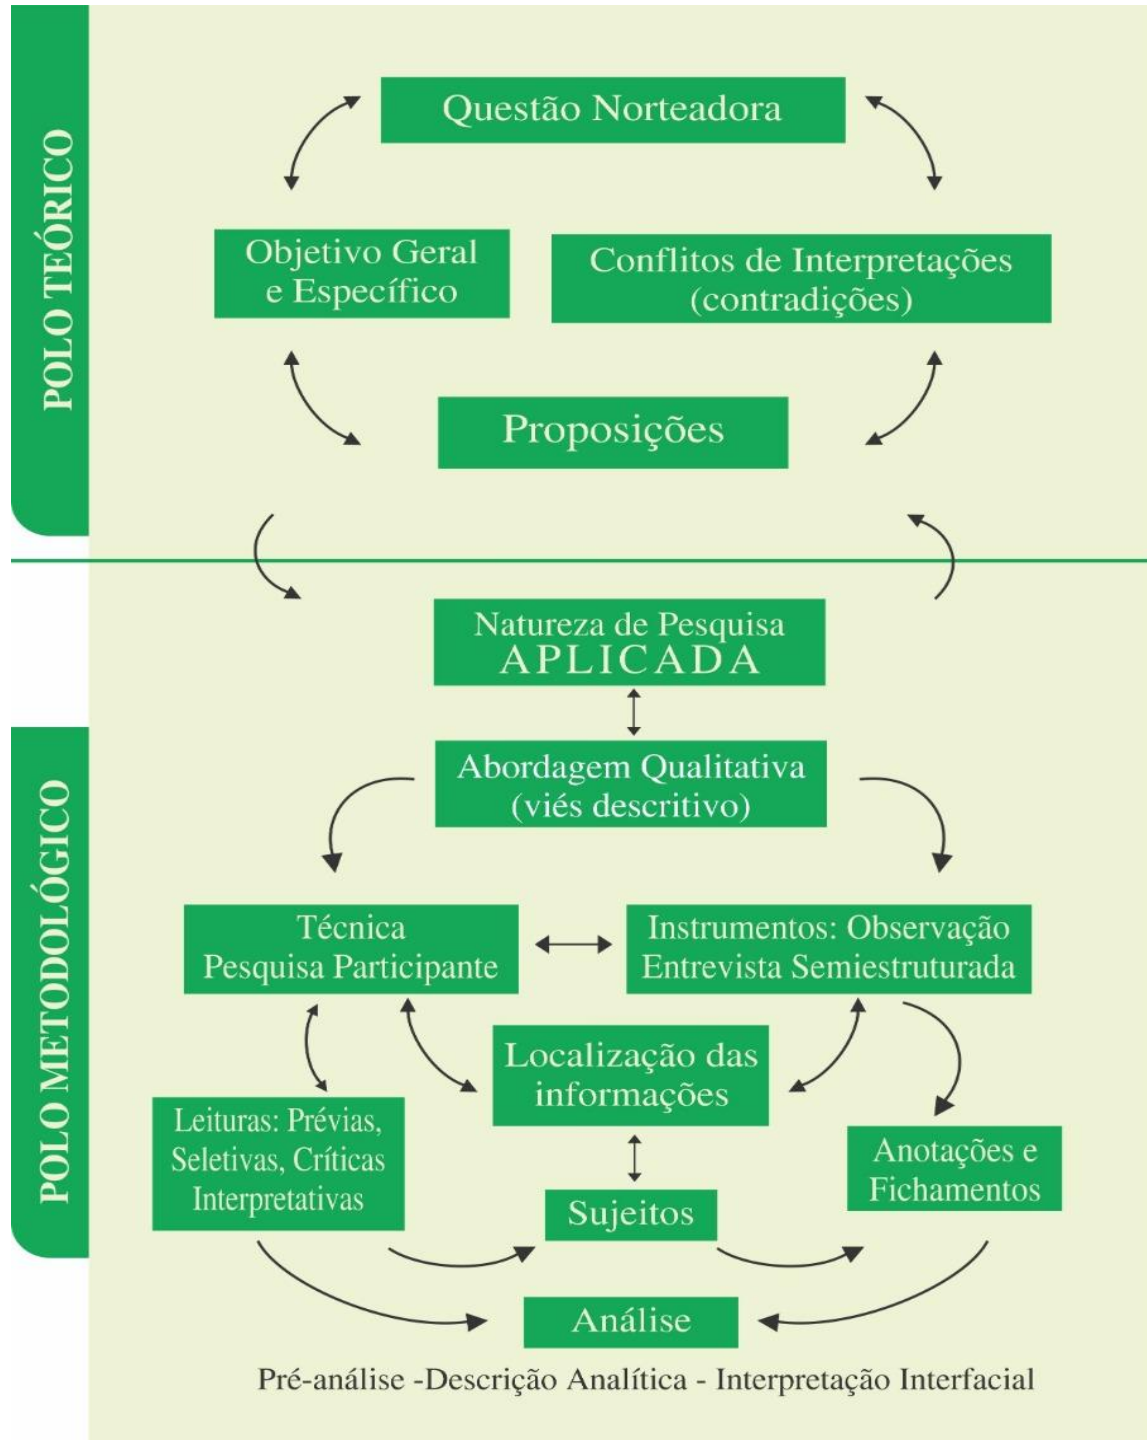 POLO TEÓRICO
Questão Norteadora
Objetivo Geral
e Específico
Conflitos de Interpretações
(contradições)
Proposições
POLO METODOLÓGICO
Natureza de Pesquisa
APLICADA
Abordagem Qualitativa
(viés descritivo)
Técnica
Pesquisa Participante
Instrumentos: Observação
Entrevista Semiestruturada
Localização das
informações
Leituras: Prévias,
Seletivas, Críticas
Interpretativas
Anotações e
Fichamentos
Sujeitos
Análise
Pré-análise -Descrição Analítica - Interpretação Interfacial